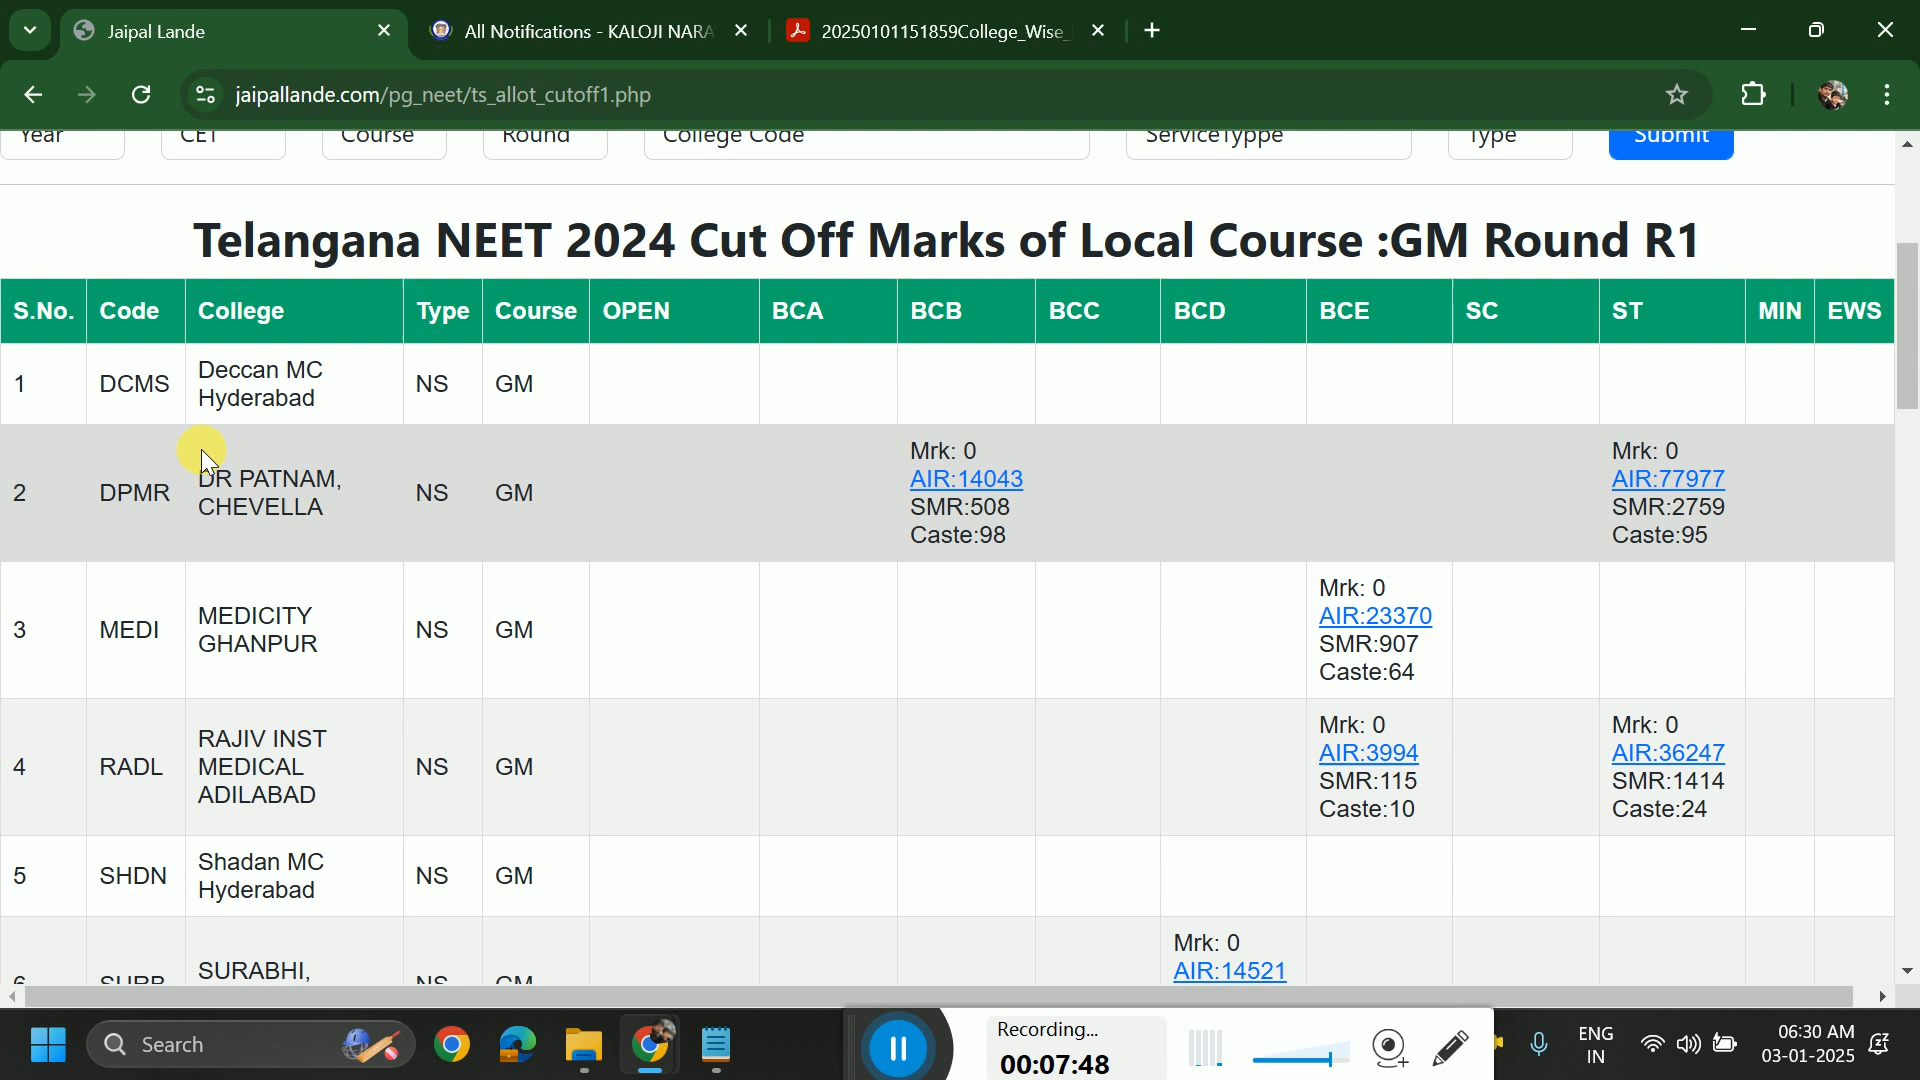 Jaipal Lande
All Notifications - KALOJI NARA
20250101151859College_Wise_
jaipallande.com/pg_neet/ts_allot_cutoff1.php
Year CET Course Round College Code ServiceTyppe Type Submit
Telangana NEET 2024 Cut Off Marks of Local Course :GM Round R1
S.No. Code College Type Course OPEN BCA BCB BCC BCD BCE SC ST MIN EWS
1 DCMS Deccan MC Hyderabad NS GM
2 DPMR DR PATNAM, CHEVELLA NS GM
Mrk: 0 Mrk: 0
AIR:14043 AIR:77977
SMR:508 SMR:2759
Caste:98 Caste:95
3 MEDI MEDICITY GHANPUR NS GM
Mrk: 0
AIR:23370
SMR:907
Caste:64
4 RADL RAJIV INST MEDICAL ADILABAD NS GM
Mrk: 0 Mrk: 0
AIR:3994 AIR:36247
SMR:115 SMR:1414
Caste:10 Caste:24
5 SHDN Shadan MC Hyderabad NS GM
6 SURB SURABHI, NS GM
Mrk: 0
AIR:14521
Search
Recording...
00:07:48
ENG
IN
06:30 AM
03-01-2025